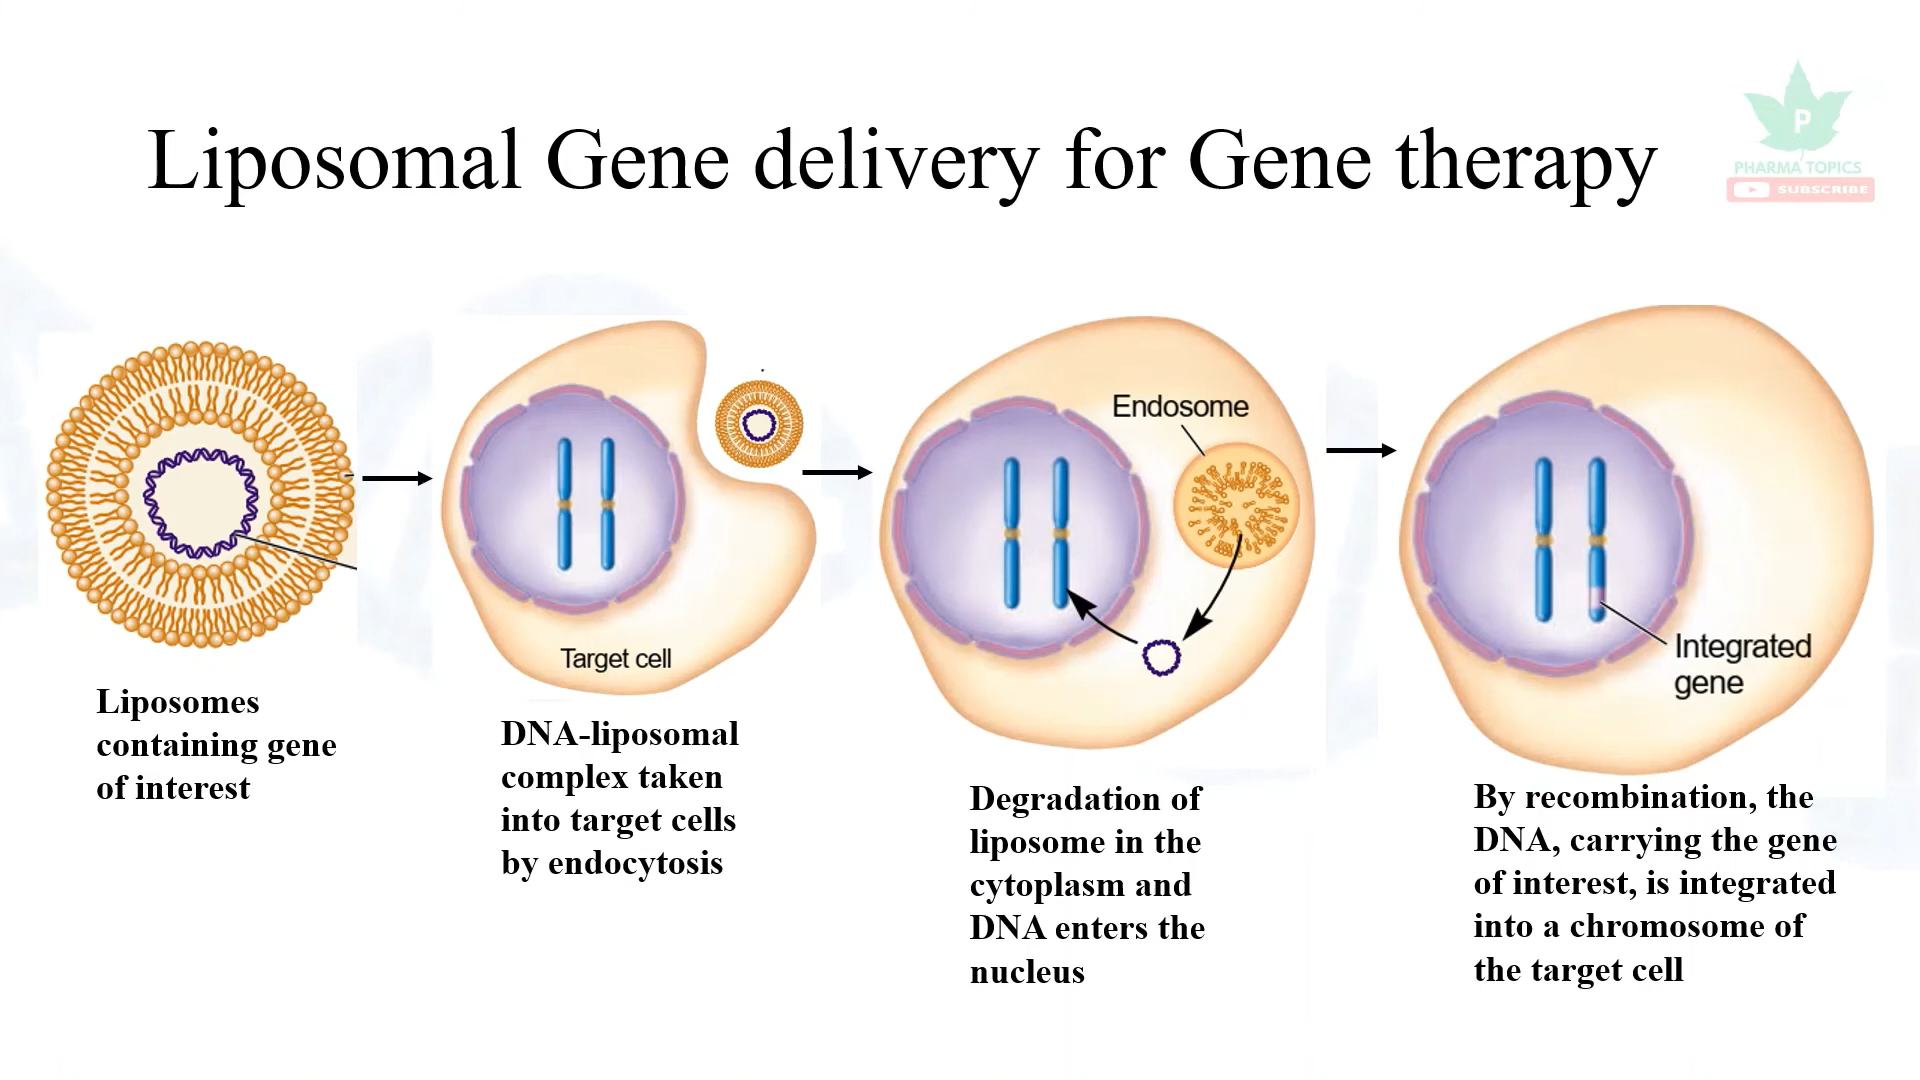 Liposomal Gene delivery for Gene therapy
P
PHARMA TOPICS
SUBSCRIBE
Liposomes
containing gene
of interest
Target cell
DNA-liposomal
complex taken
into target cells
by endocytosis
Endosome
Degradation of
liposome in the
cytoplasm and
DNA enters the
nucleus
Integrated
gene
By recombination, the
DNA, carrying the gene
of interest, is integrated
into a chromosome of
the target cell